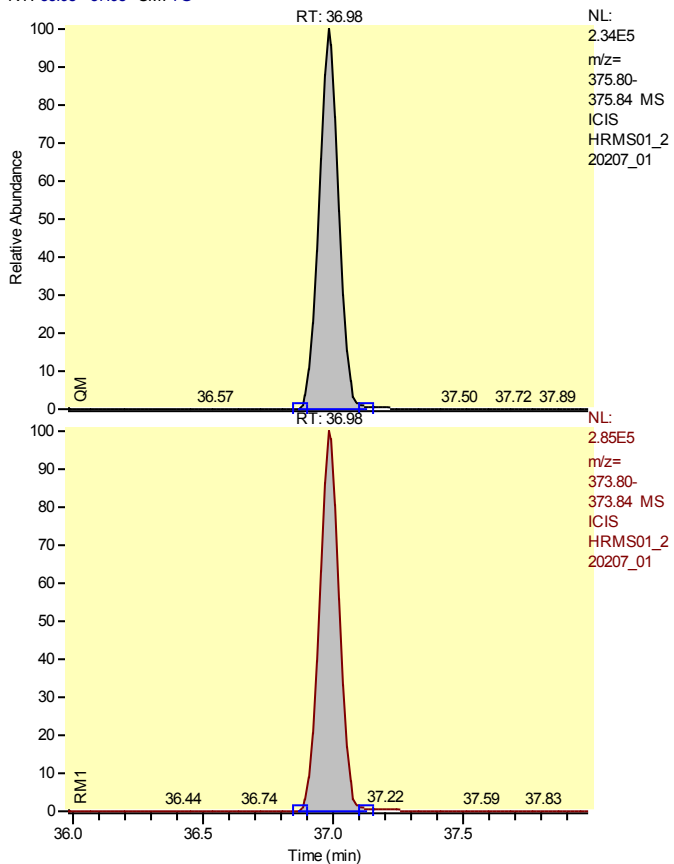 RT: 36.98
NL:
2.34E5
m/z=
375.80-
375.84 MS
ICIS
HRMS01_2
20207_01
100
90
80
70
60
50
40
30
20
10
0
Relative Abundance
QM
36.57
37.50
37.72
37.89
RT: 36.98
NL:
2.85E5
m/z=
373.80-
373.84 MS
ICIS
HRMS01_2
20207_01
100
90
80
70
60
50
40
30
20
10
0
RM1
36.44
36.74
37.22
37.59
37.83
36.0
36.5
37.0
37.5
Time (min)